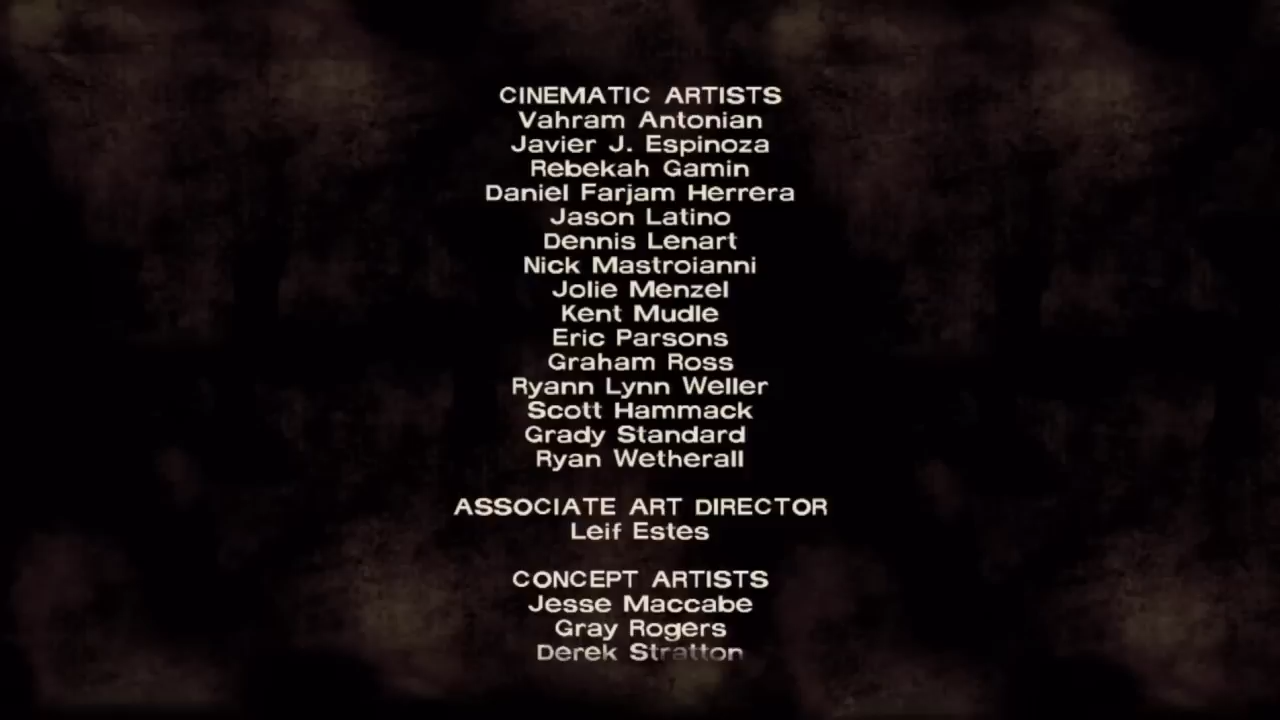 CINEMATIC ARTISTS
Vahram Antonian
Javier J. Espinoza
Rebekah Gamin
Daniel Farjam Herrera
Jason Latino
Dennis Lenart
Nick Mastroianni
Jolie Menzel
Kent Mudle
Eric Parsons
Graham Ross
Ryann Lynn Weller
Scott Hammack
Grady Standard
Ryan Wetherall
ASSOCIATE ART DIRECTOR
Leif Estes
CONCEPT ARTISTS
Jesse Maccabe
Gray Rogers
Derek Stratton